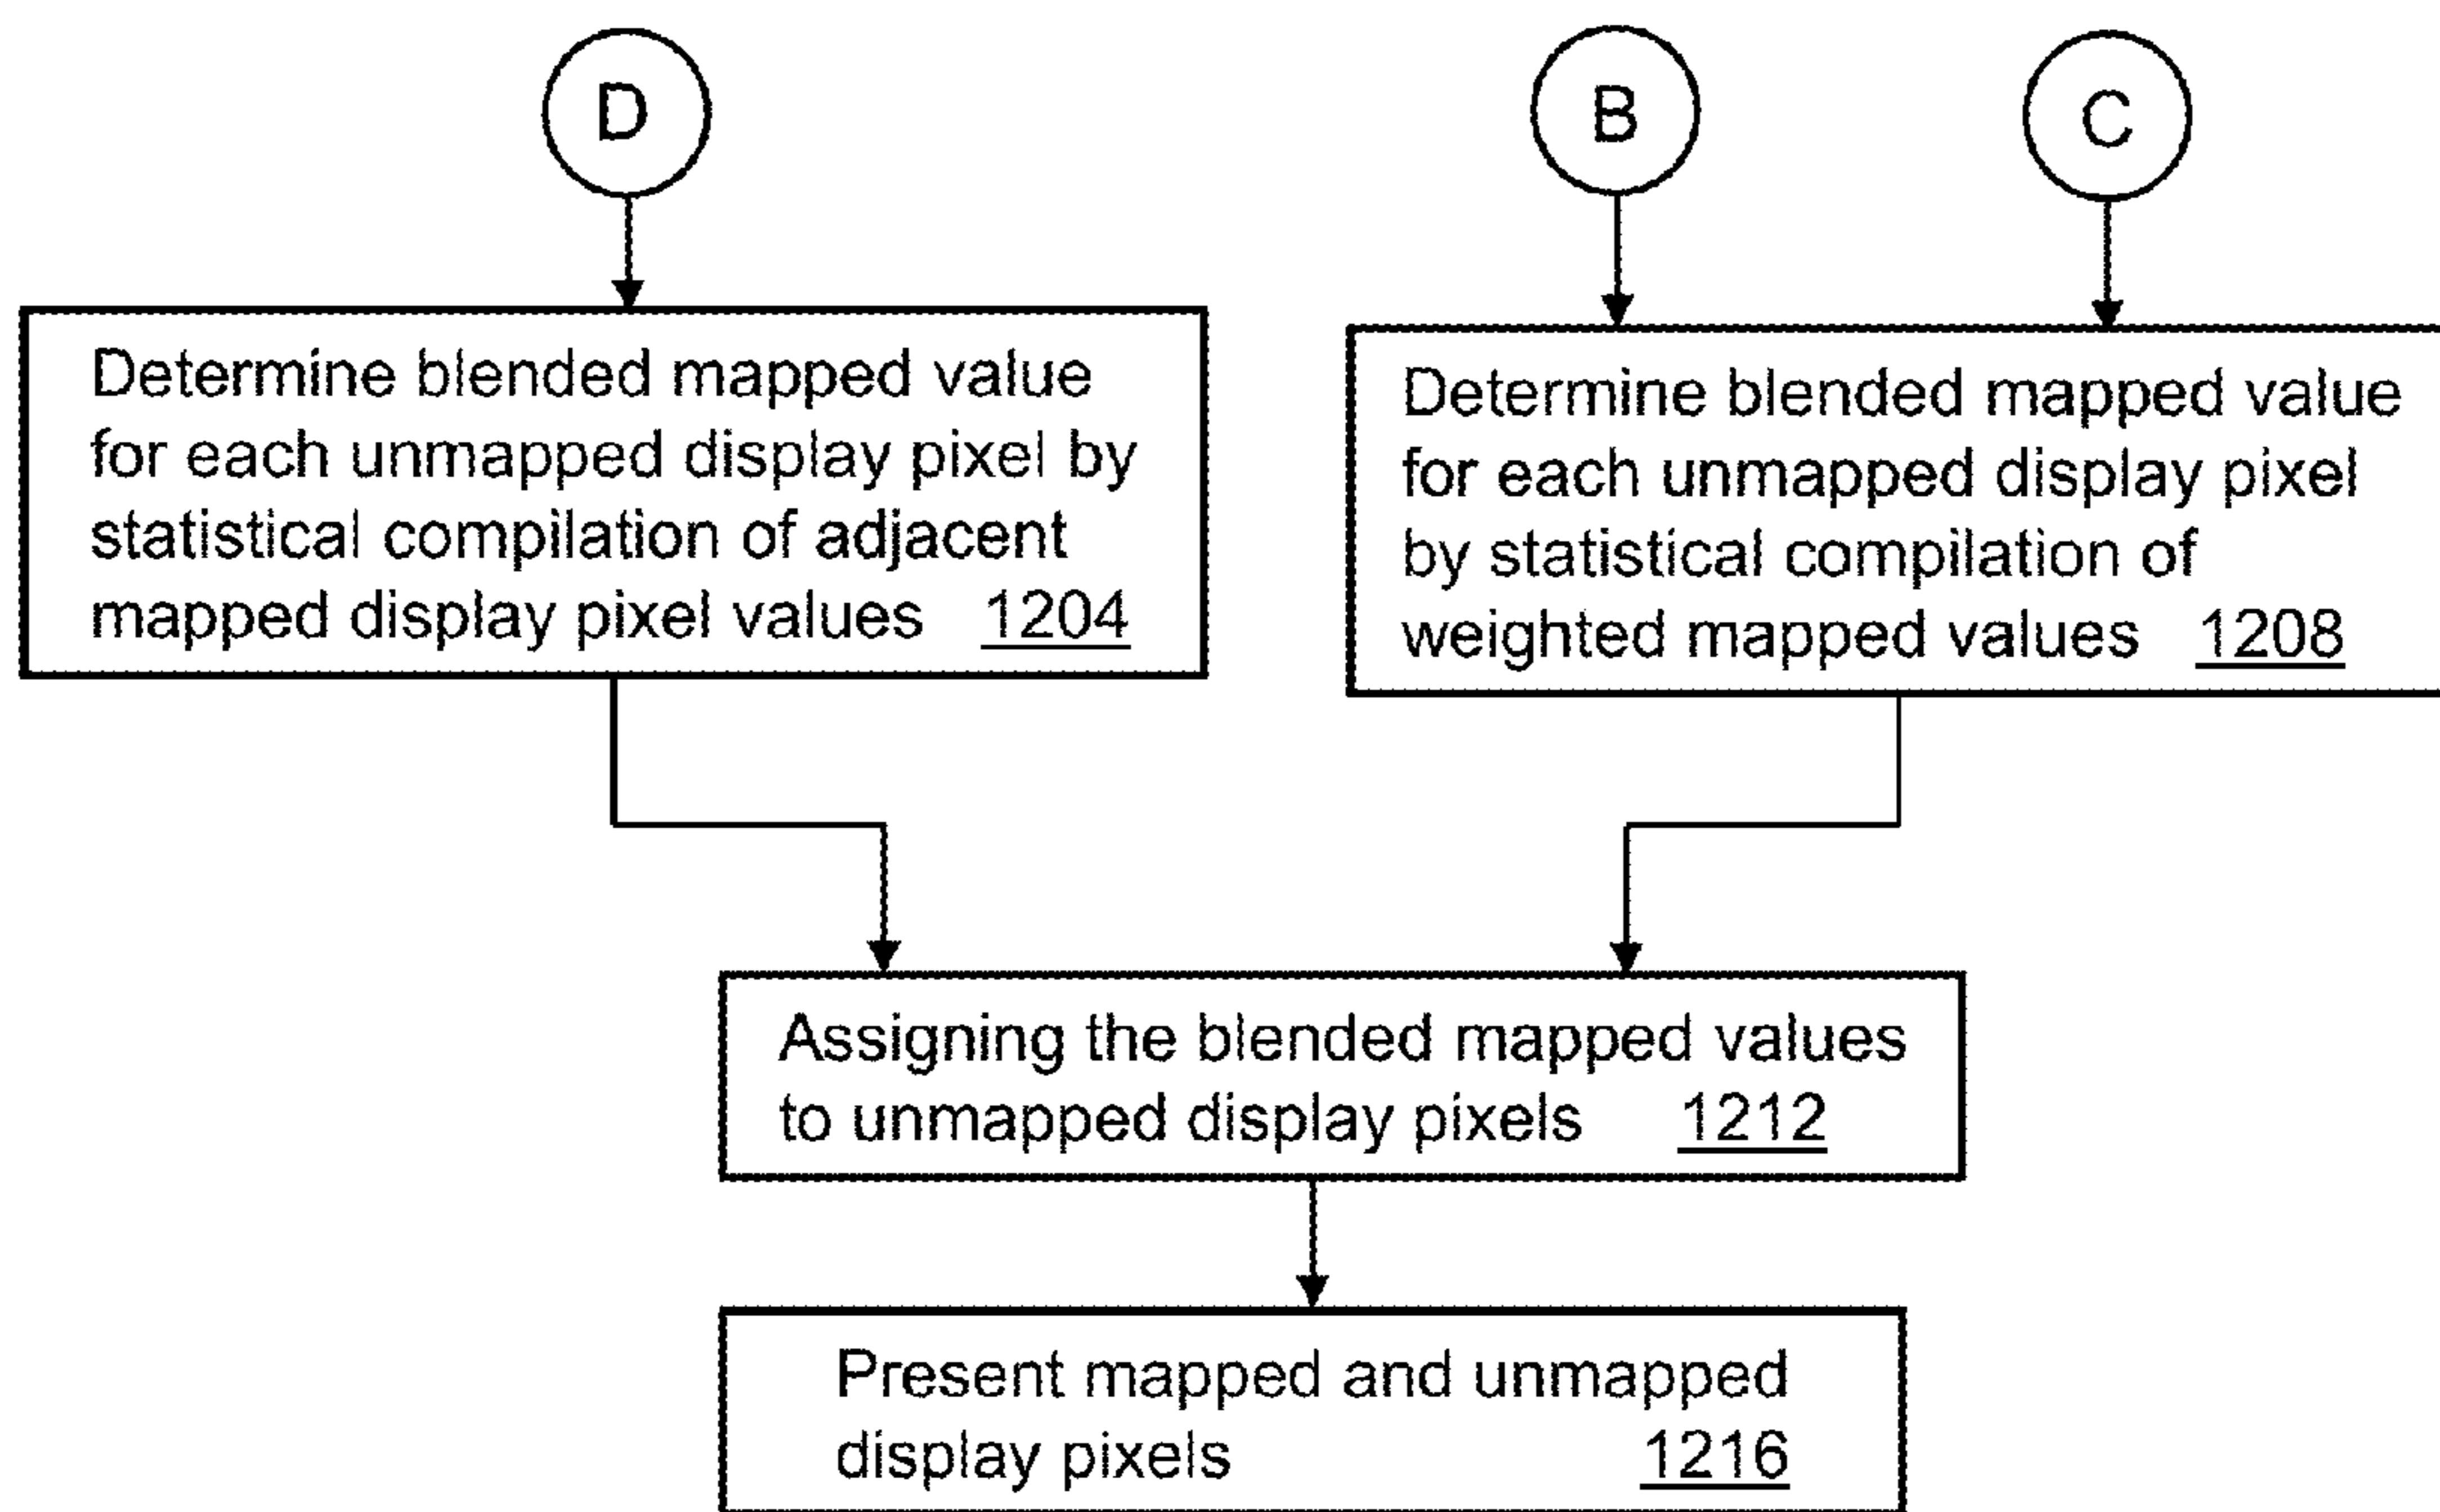 D
B
C
Determine blended mapped value
for each unmapped display pixel by
statistical compilation of adjacent
mapped display pixel values 1204
Determine blended mapped value
for each unmapped display pixel
by statistical compilation of
weighted mapped values 1208
Assigning the blended mapped values
to unmapped display pixels 1212
Present mapped and unmapped
display pixels 1216